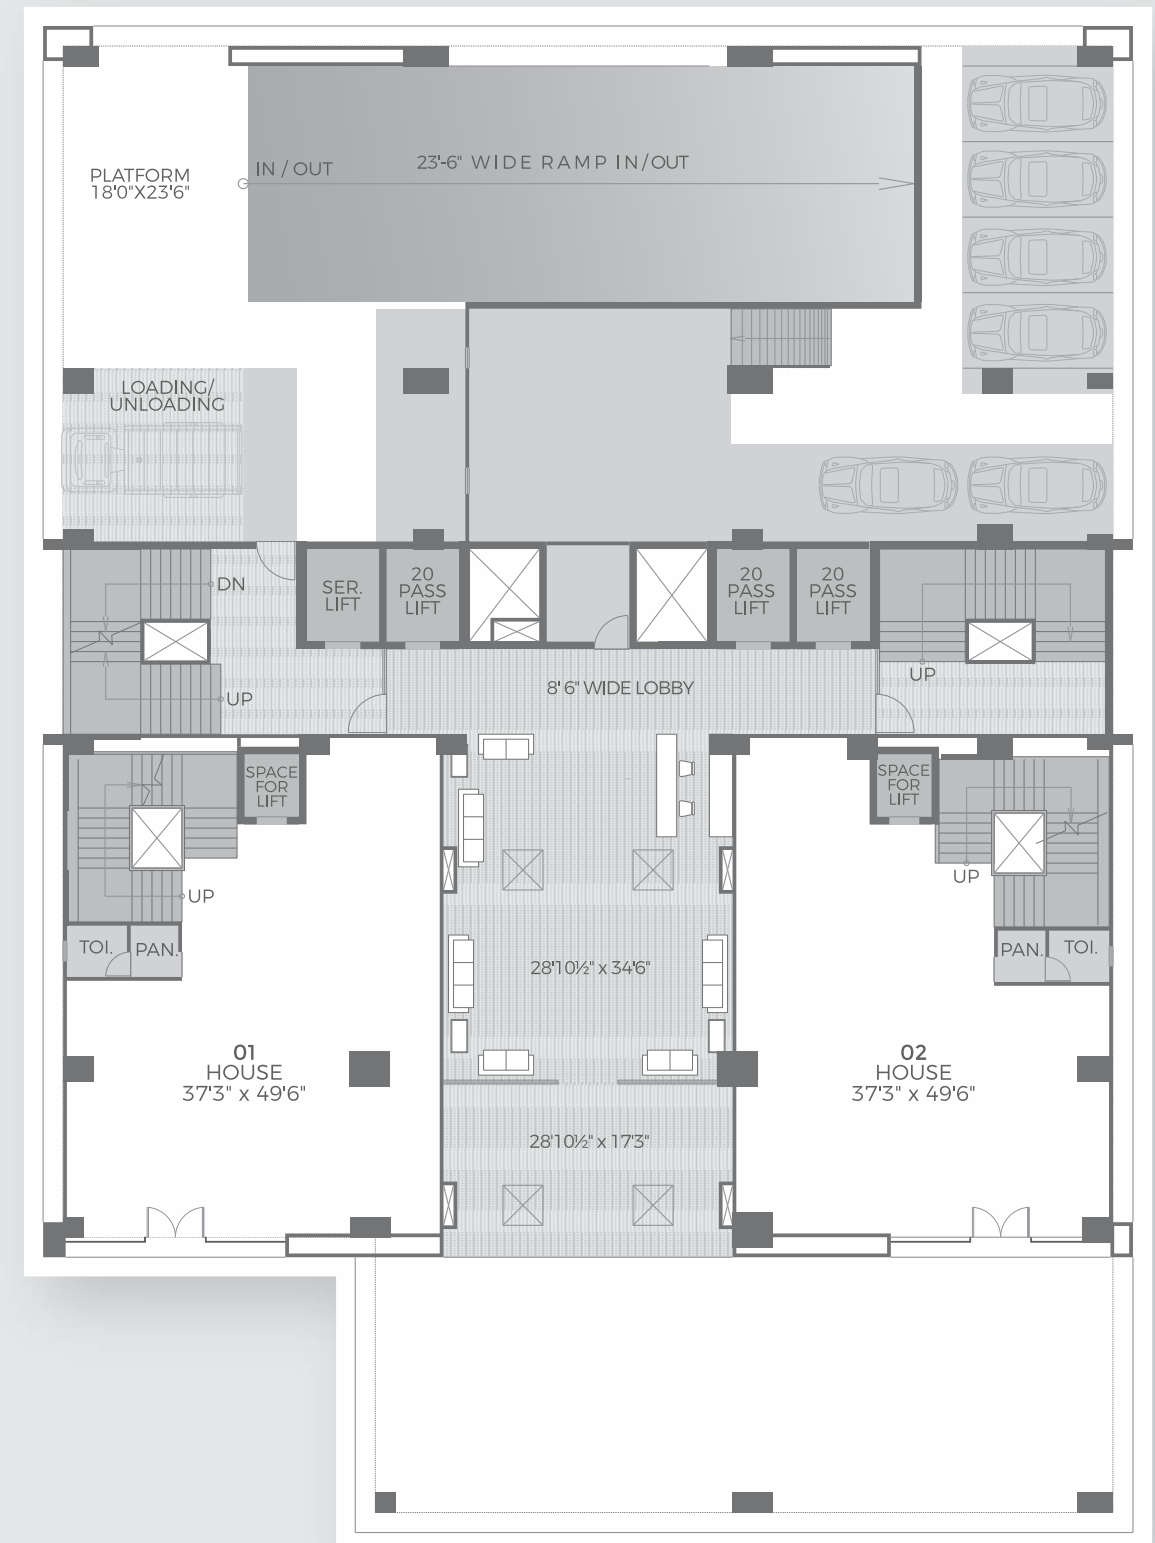 PLATFORM
18'0"X23'6"
IN / OUT
23'-6" WIDE RAMP IN/OUT
LOADING/
UNLOADING
DN
UP
SER.
LIFT
20
PASS
LIFT
20
PASS
LIFT
20
PASS
LIFT
UP
8' 6" WIDE LOBBY
SPACE
FOR
LIFT
SPACE
FOR
LIFT
UP
UP
TOI.
PAN.
28'10½" x 34'6"
PAN.
TOI.
01
HOUSE
37'3" x 49'6"
02
HOUSE
37'3" x 49'6"
28'10½" x 17'3"